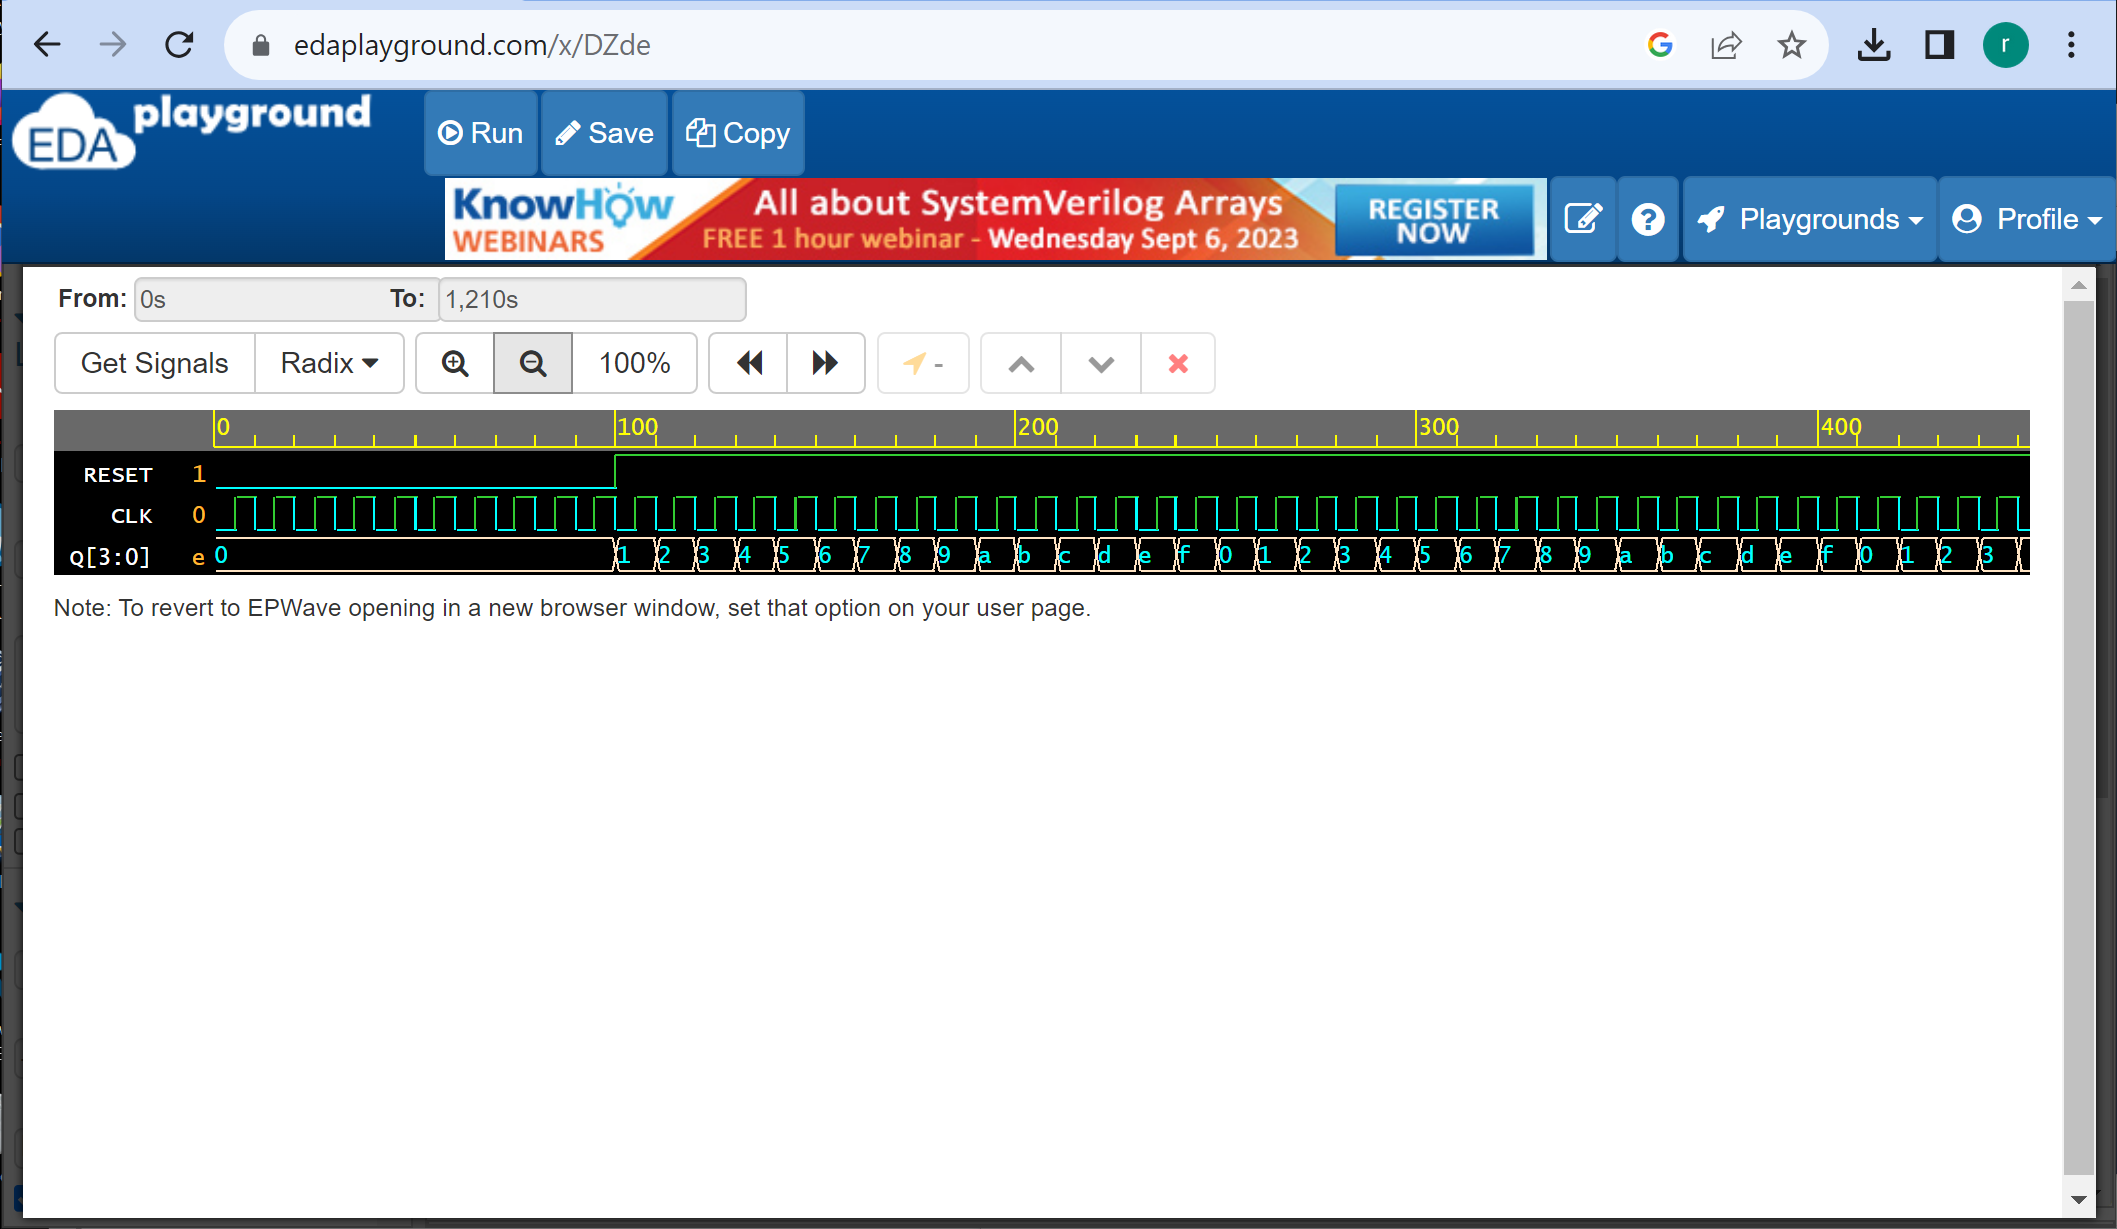 edaplayground.com/x/DZde
r
EDA playground
Run Save Copy
KnowHow WEBINARS
All about SystemVerilog Arrays
FREE 1 hour webinar - Wednesday Sept 6, 2023
REGISTER NOW
Playgrounds Profile
From: 0s To: 1,210s
Get Signals Radix 100% -
0 100 200 300 400
RESET 1
CLK 0
Q[3:0] e 0 1 2 3 4 5 6 7 8 9 a b c d e f 0 1 2 3 4 5 6 7 8 9 a b c d e f 0 1 2 3
Note: To revert to EPWave opening in a new browser window, set that option on your user page.